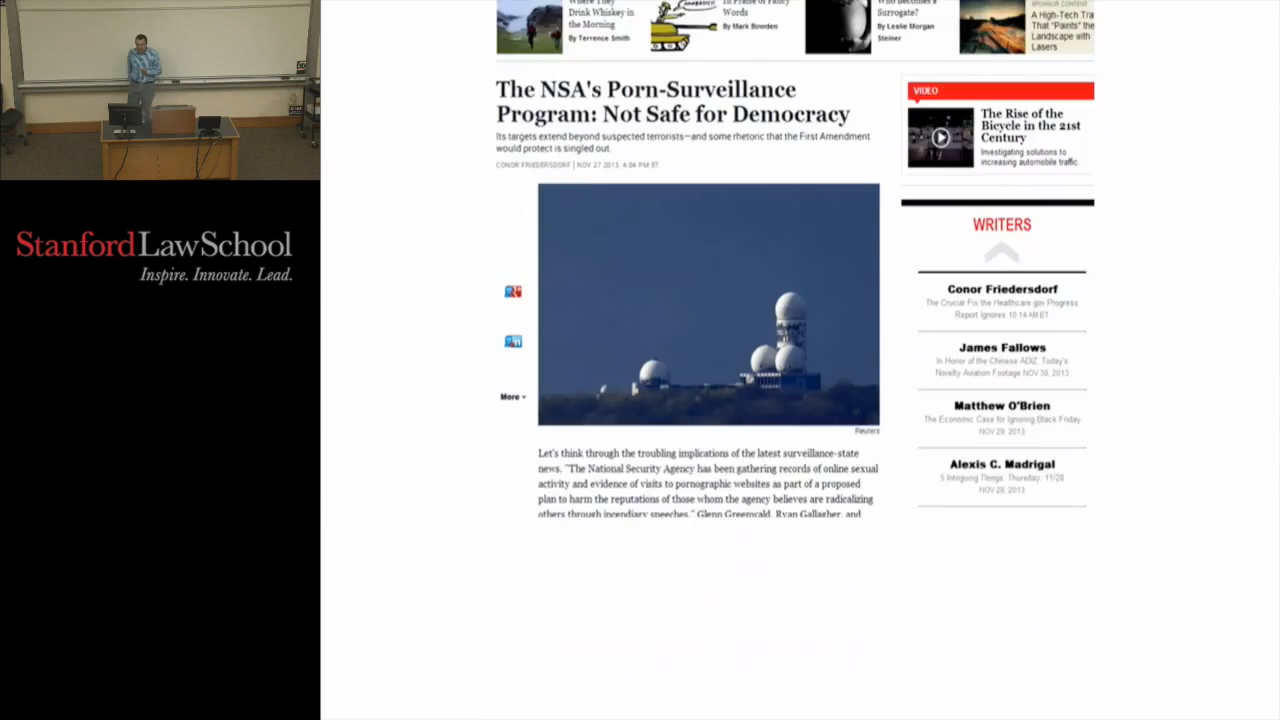 Where They
Drink Whiskey in
the Morning
By Terrence Smith
In Praise of Fancy
Words
By Mark Bowden
Who Becomes a
Surrogate?
By Leslie Morgan
Steiner
SPONSOR CONTENT
A High-Tech Tra
That "Paints" the
Landscape with
Lasers
The NSA's Porn-Surveillance
Program: Not Safe for Democracy
Its targets extend beyond suspected terrorists—and some rhetoric that the First Amendment
would protect is singled out.
CONOR FRIEDERSDORF | NOV 27 2013, 4:04 PM ET
VIDEO
The Rise of the
Bicycle in the 21st
Century
Investigating solutions to
increasing automobile traffic.
StanfordLawSchool
Inspire. Innovate. Lead.
WRITERS
Conor Friedersdorf
The Crucial Fix the Healthcare.gov Progress
Report Ignores 10:14 AM ET
James Fallows
In Honor of the Chinese ADIZ, Today's
Novelty Aviation Footage NOV 30, 2013
Matthew O'Brien
The Economic Case for Ignoring Black Friday
NOV 29, 2013
Alexis C. Madrigal
5 Intriguing Things: Thursday, 11/28
NOV 28, 2013
More
Reuters
Let's think through the troubling implications of the latest surveillance-state
news. "The National Security Agency has been gathering records of online sexual
activity and evidence of visits to pornographic websites as part of a proposed
plan to harm the reputations of those whom the agency believes are radicalizing
others through incendiary speeches," Glenn Greenwald, Ryan Gallagher, and